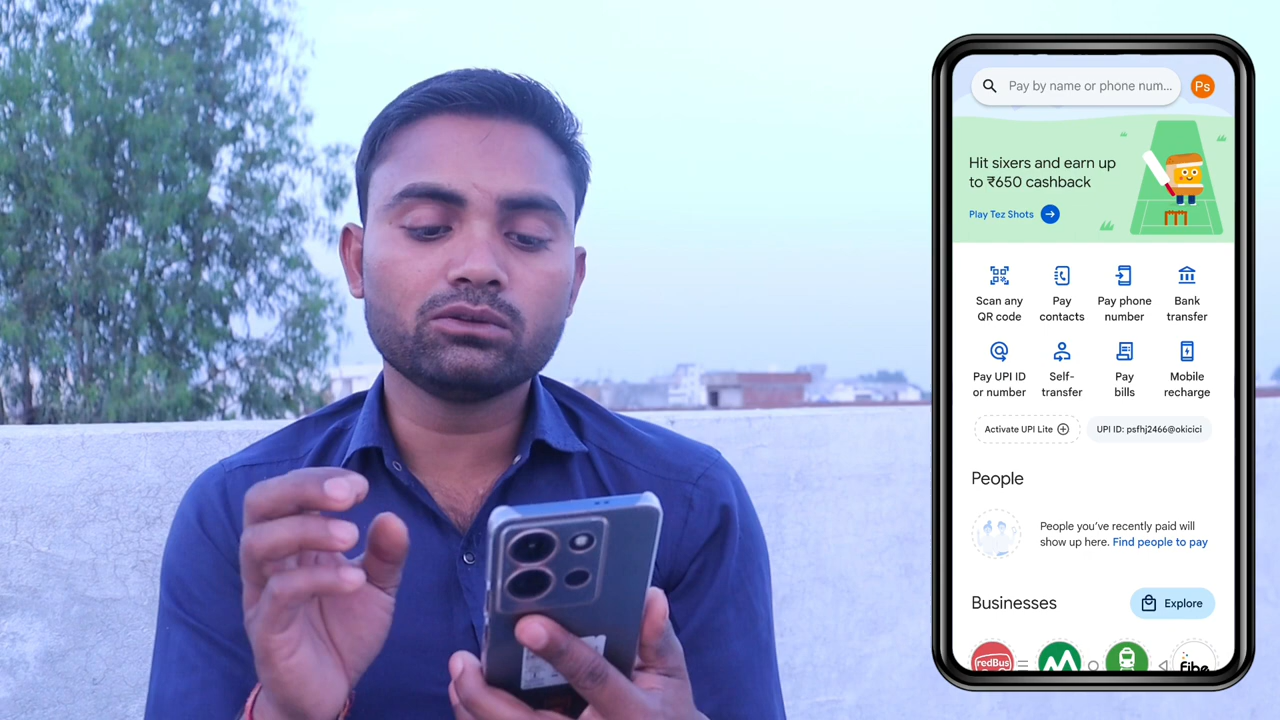 Pay by name or phone num...
Ps
Hit sixers and earn up
to ₹650 cashback
Play Tez Shots
Scan any
QR code
Pay
contacts
Pay phone
number
Bank
transfer
Pay UPI ID
or number
Self-
transfer
Pay
bills
Mobile
recharge
Activate UPI Lite
UPI ID: psfhj2466@okicici
People
People you’ve recently paid will
show up here. Find people to pay
Businesses
Explore
redBus
fibe